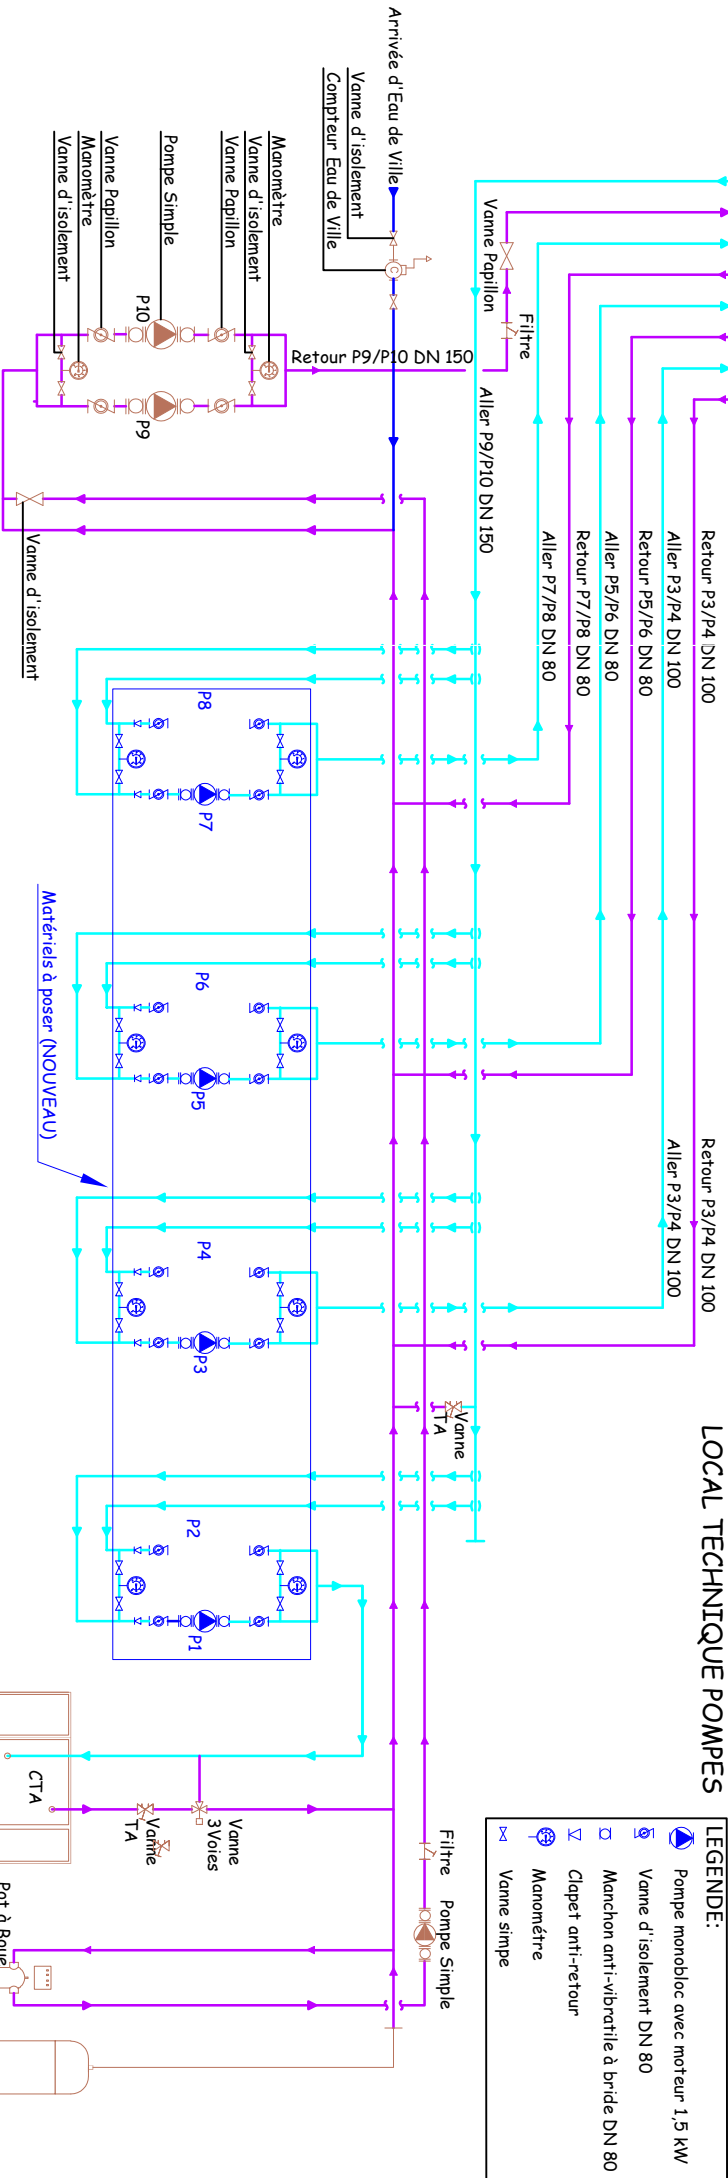 LOCAL TECHNIQUE POMPES
LEGENDE:
Pompe monobloc avec moteur 1,5 kW
Vanne d'isolement DN 80
Manchon anti-vibratile à bride DN 80
Clapet anti-retour
Manométre
Vanne simpe
Retour P3/P4 DN 100
Aller P3/P4 DN 100
Retour P5/P6 DN 80
Aller P5/P6 DN 80
Retour P7/P8 DN 80
Aller P7/P8 DN 80
Retour P3/P4 DN 100
Aller P3/P4 DN 100
Filtre
Vanne Papillon
Aller P9/P10 DN 150
Arrivée d'Eau de Ville
Vanne d'isolement
Compteur Eau de Ville
C
Retour P9/P10 DN 150
Vanne
TA
Filtre
Pompe Simple
Manomètre
Vanne d'isolement
Vanne Papillon
Pompe Simple
Vanne Papillon
Manomètre
Vanne d'isolement
P10
P9
Vanne d'isolement
P8
P7
P6
P5
P4
P3
P2
P1
Matériels à poser (NOUVEAU)
Vanne
3Voies
Vanne
TA
CTA
Pot à Boue